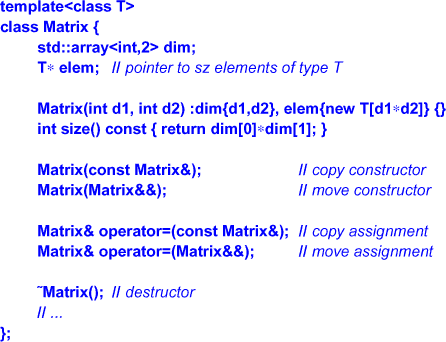 template<class T>
class Matrix {
std::array<int,2> dim;
T∗ elem; // pointer to sz elements of type T
Matrix(int d1, int d2) :dim{d1,d2}, elem{new T[d1∗d2]} {}
int size() const { return dim[0]∗dim[1]; }
Matrix(const Matrix&); // copy constructor
Matrix(Matrix&&); // move constructor
Matrix& operator=(const Matrix&); // copy assignment
Matrix& operator=(Matrix&&); // move assignment
~Matrix(); // destructor
// ...
};